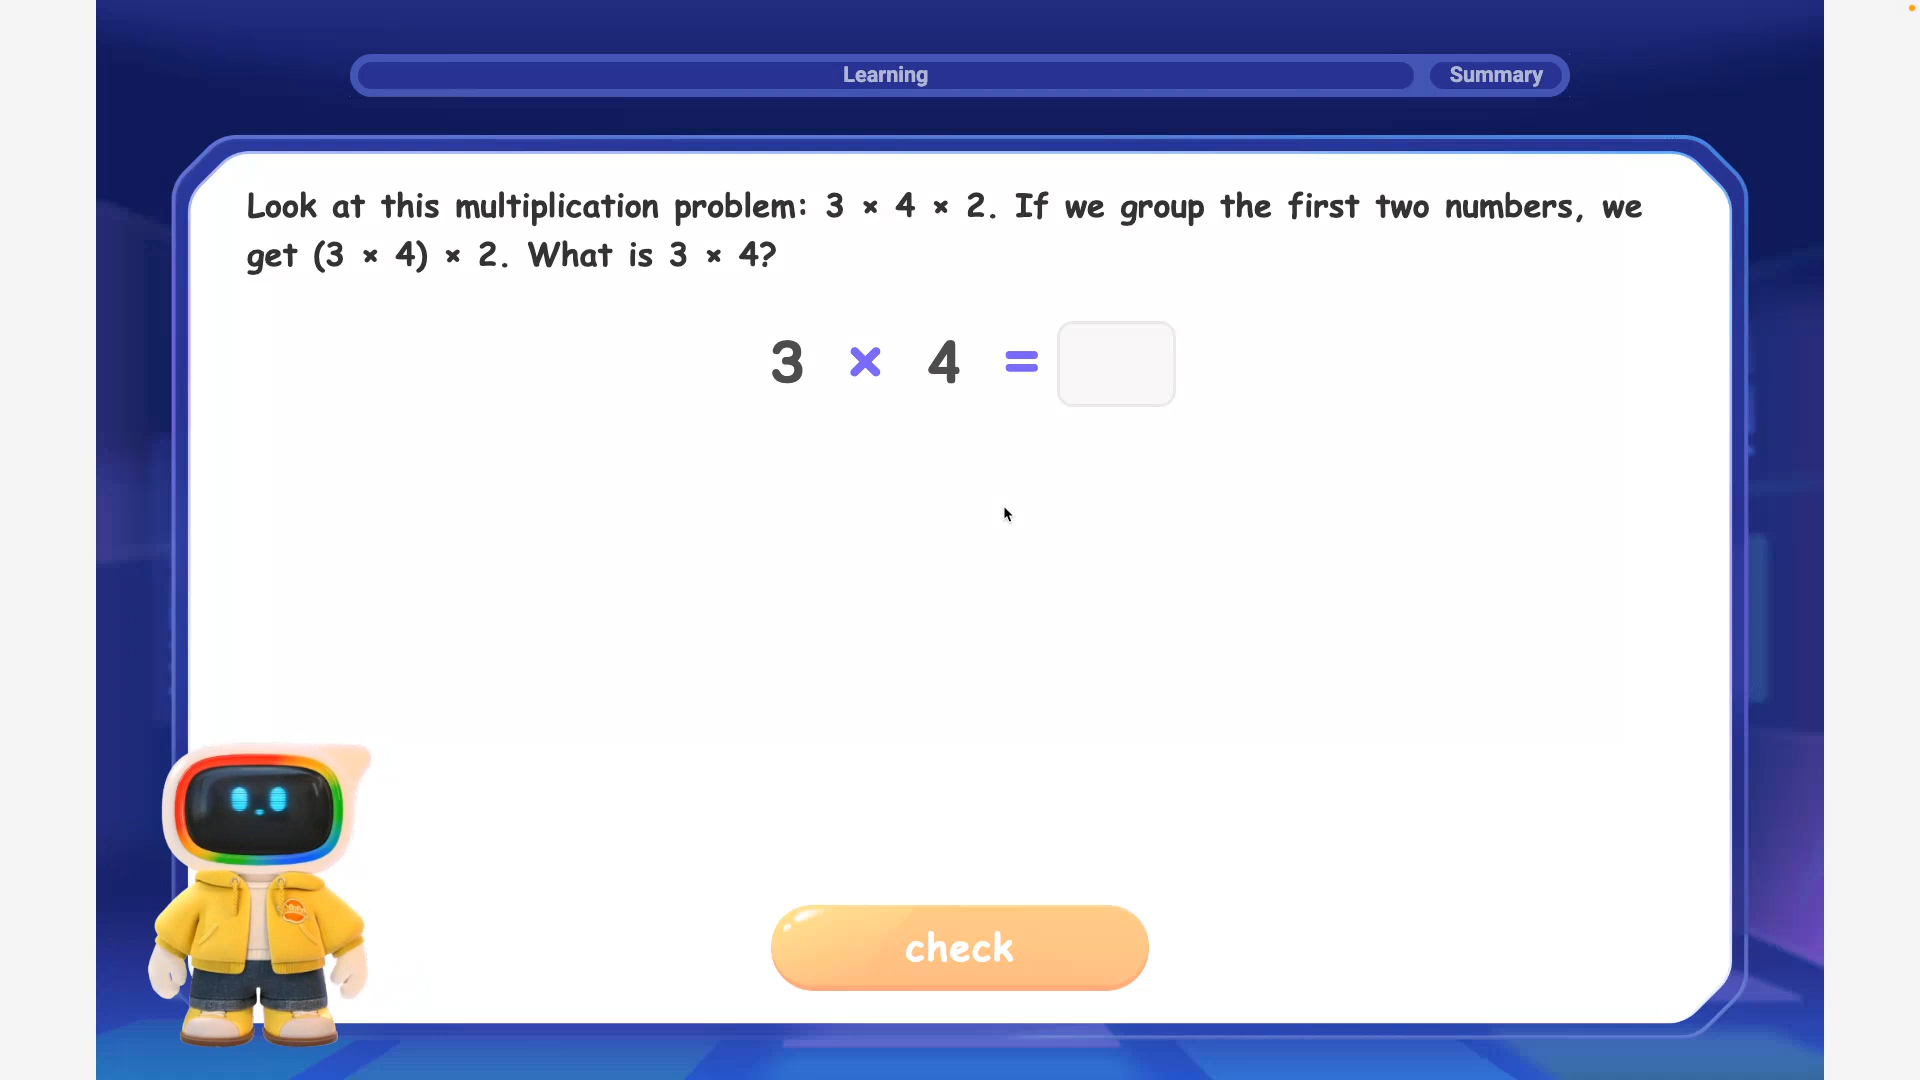 Learning
Summary
Look at this multiplication problem: 3 × 4 × 2. If we group the first two numbers, we
get (3 × 4) × 2. What is 3 × 4?
3 × 4 =
check